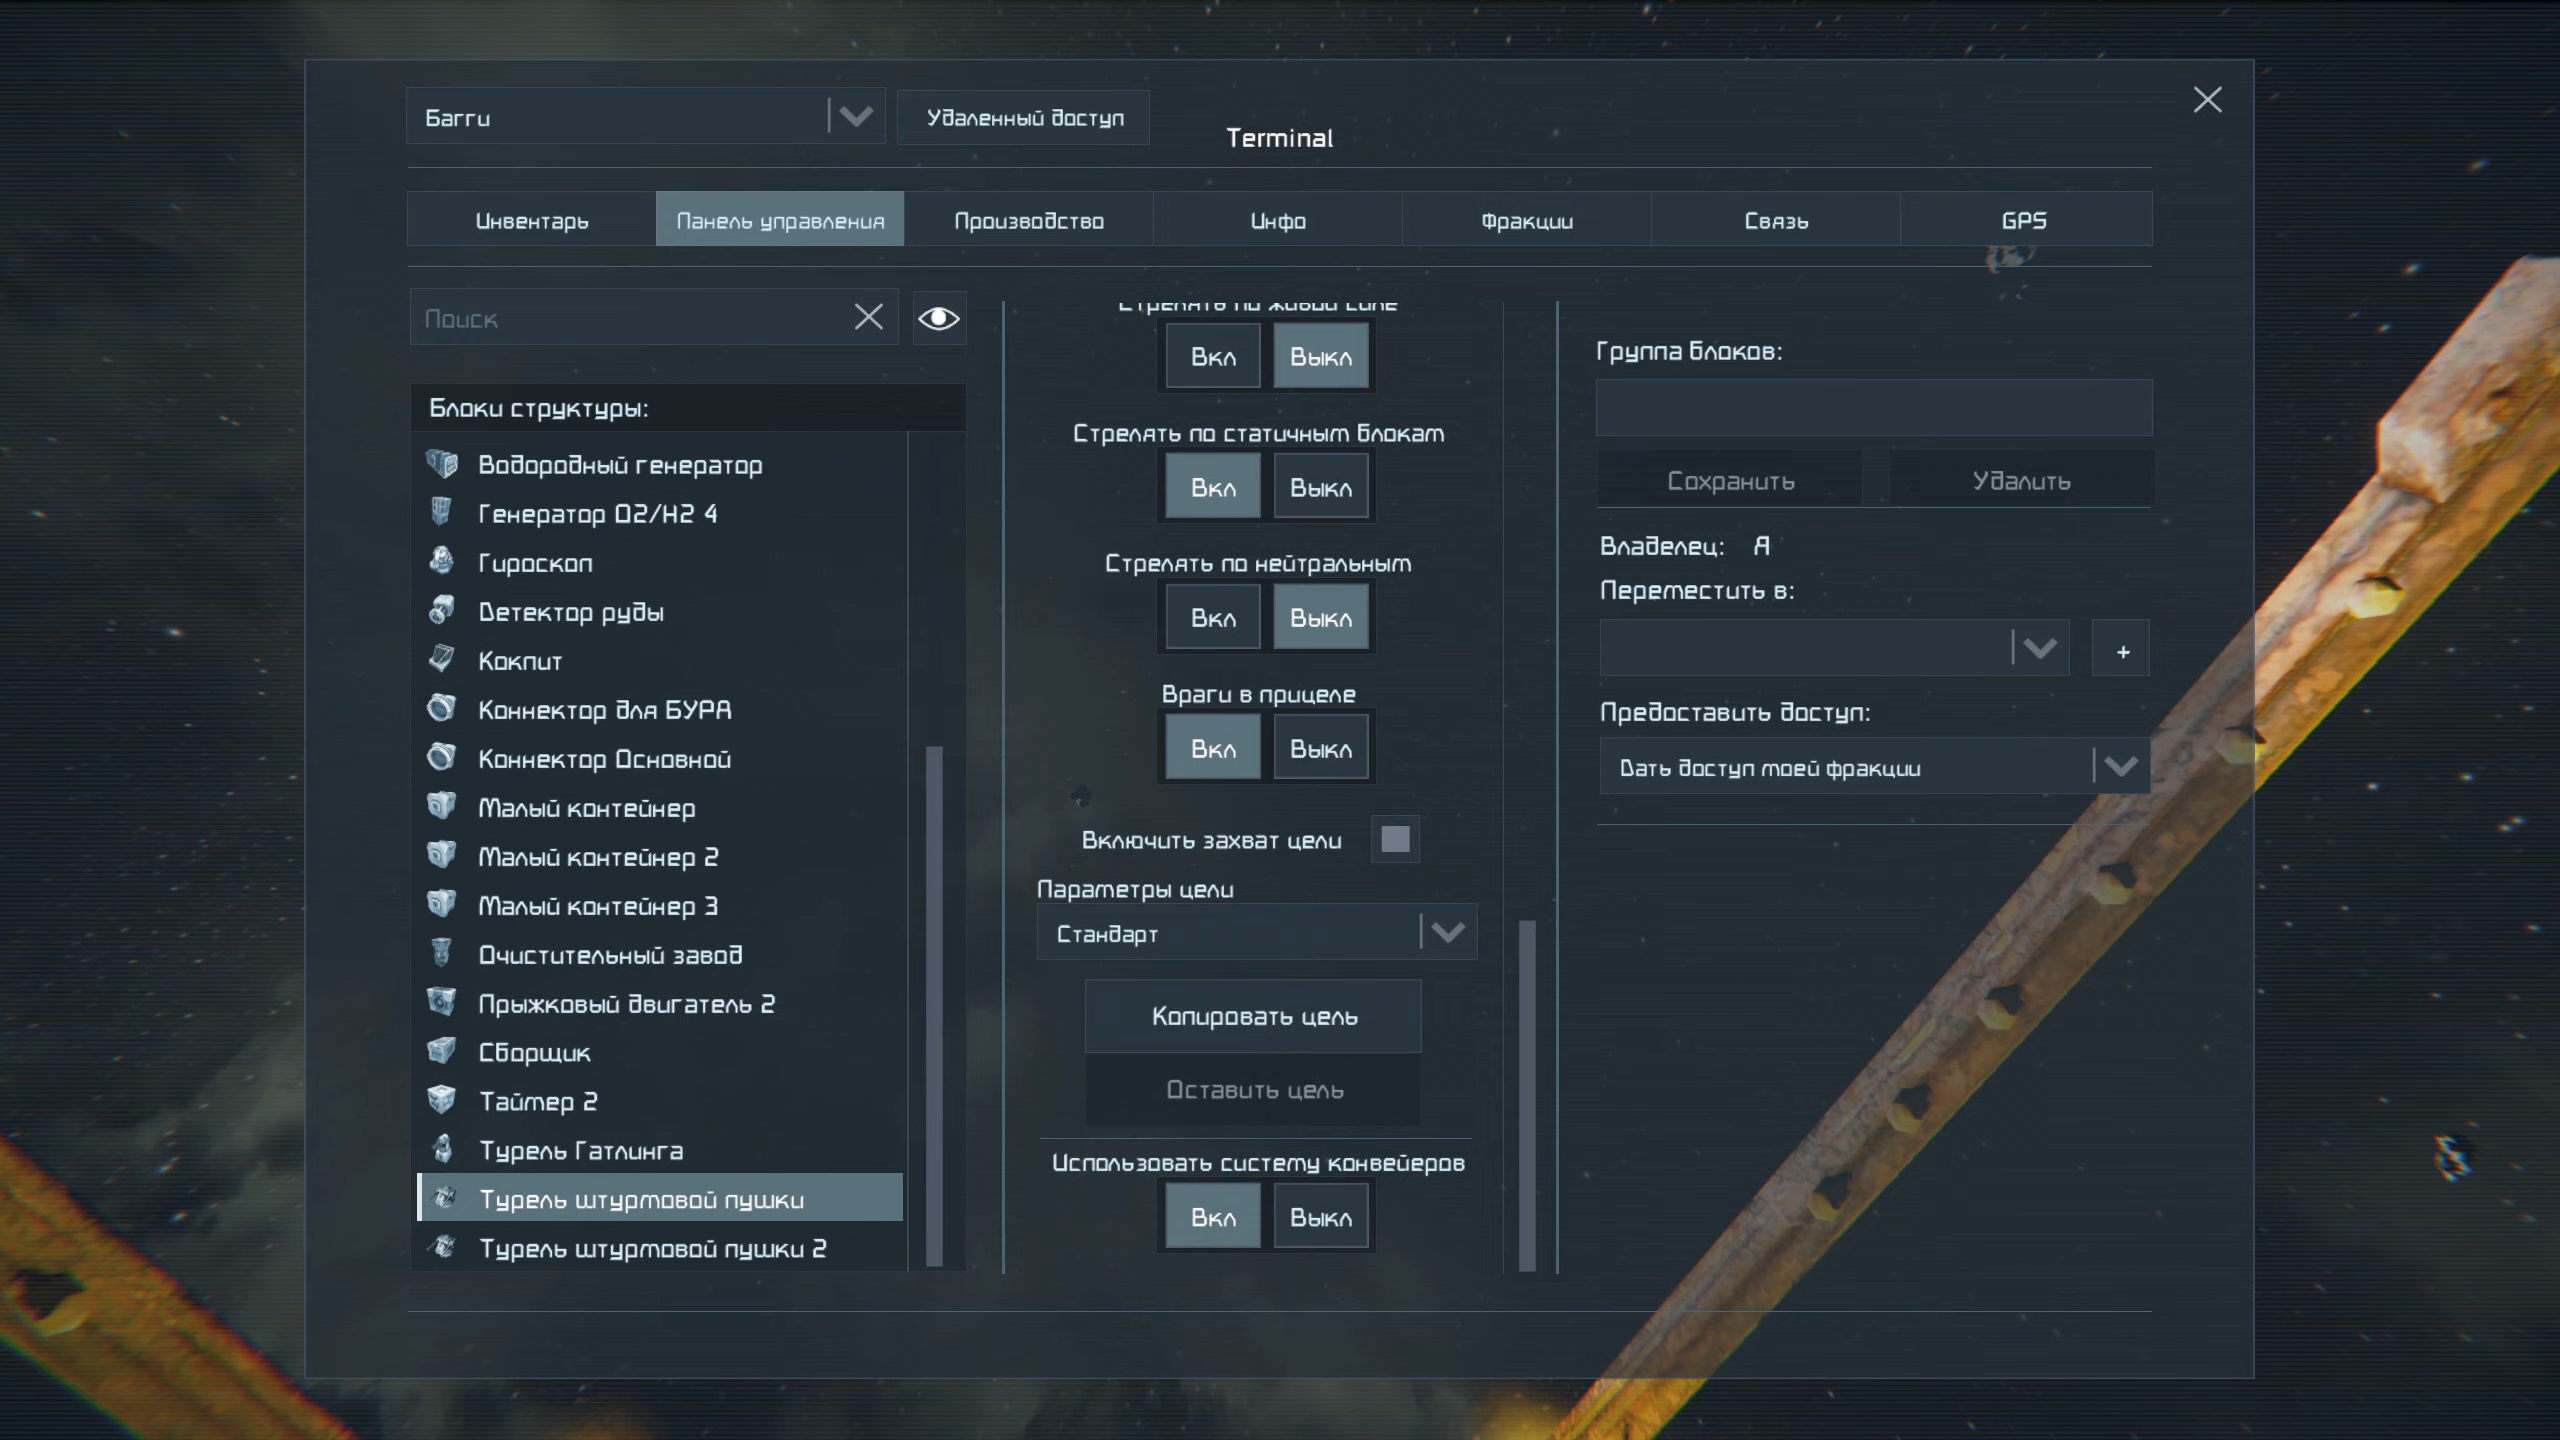 Багги
Удаленный доступ
Terminal
Инвентарь
Панель управления
Производство
Инфо
Фракции
Связь
GPS
Поиск
Блоки структуры:
Водородный генератор
Генератор O2/H2 4
Гироскоп
Детектор руды
Кокпит
Коннектор для БУРА
Коннектор Основной
Малый контейнер
Малый контейнер 2
Малый контейнер 3
Очистительный завод
Прыжковый двигатель 2
Сборщик
Таймер 2
Турель Гатлинга
Турель штурмовой пушки
Турель штурмовой пушки 2
Стрелять по живой силе
Вкл Выкл
Стрелять по статичным блокам
Вкл Выкл
Стрелять по нейтральным
Вкл Выкл
Враги в прицеле
Вкл Выкл
Включить захват цели
Параметры цели
Стандарт
Копировать цель
Оставить цель
Использовать систему конвейеров
Вкл Выкл
Группа блоков:
Сохранить Удалить
Владелец: A
Переместить в:
+
Предоставить доступ:
Дать доступ моей фракции